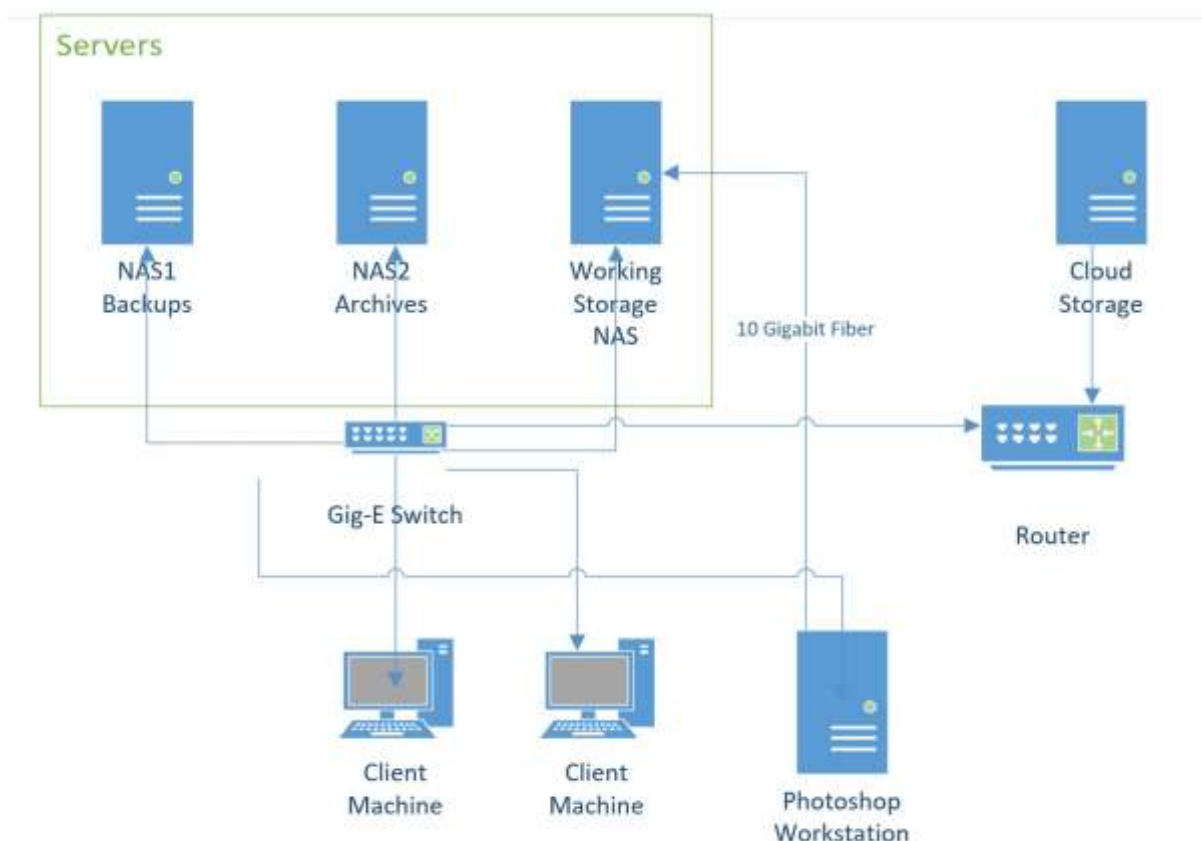 Servers
NAS1
Backups
NAS2
Archives
Working
Storage
NAS
Cloud
Storage
10 Gigabit Fiber
Gig-E Switch
Router
Client
Machine
Client
Machine
Photoshop
Workstation